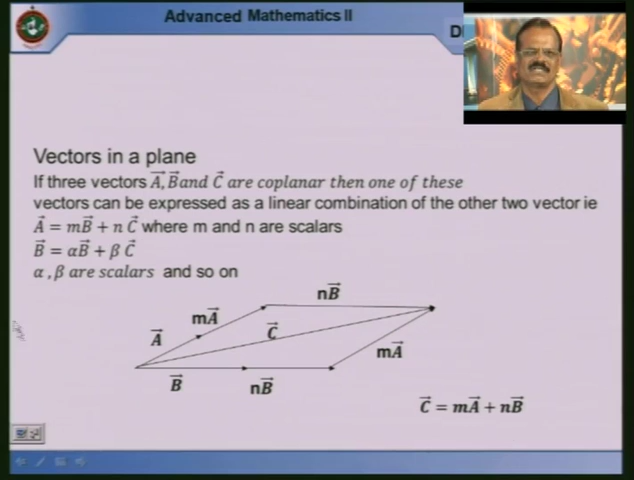 Advanced Mathematics II
D
Vectors in a plane
If three vectors A⃗, B⃗and C⃗ are coplanar then one of these
vectors can be expressed as a linear combination of the other two vector ie
A⃗ = mB⃗ + n C⃗ where m and n are scalars
B⃗ = αB⃗ + β C⃗
α , β are scalars and so on
nB⃗
mA⃗
A⃗
C⃗
mA⃗
B⃗
nB⃗
C⃗ = mA⃗ + nB⃗